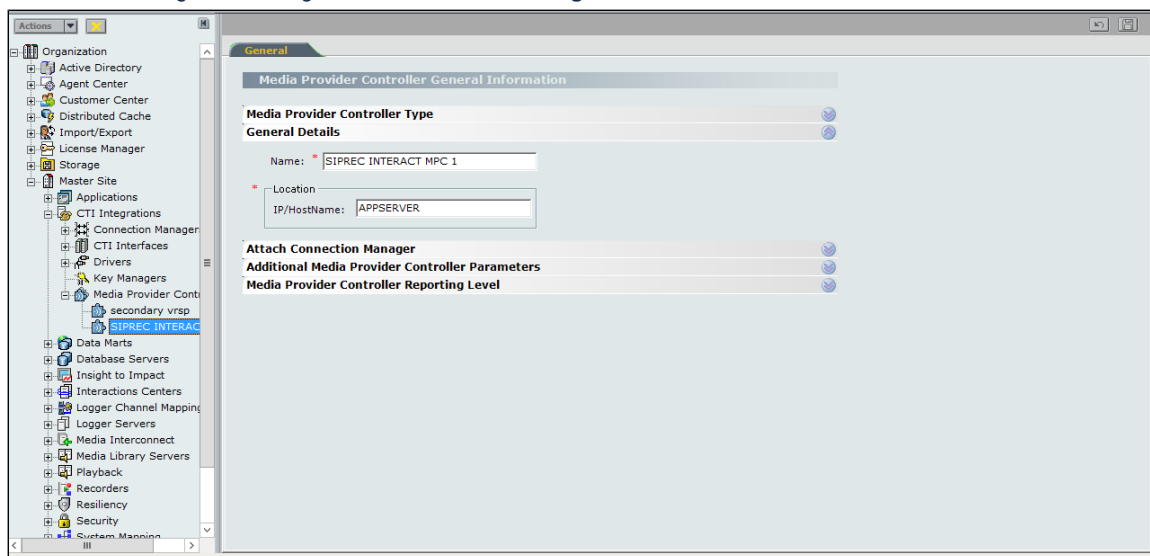 Actions
Organization
Active Directory
Agent Center
Customer Center
Distributed Cache
Import/Export
License Manager
Storage
Master Site
Applications
CTI Integrations
Connection Manager
CTI Interfaces
Drivers
Key Managers
Media Provider Cont
secondary vrsp
SIPREC INTERAC
Data Marts
Database Servers
Insight to Impact
Interactions Centers
Logger Channel Mapping
Logger Servers
Media Interconnect
Media Library Servers
Playback
Recorders
Resiliency
Security
System Mapping
General
Media Provider Controller General Information
Media Provider Controller Type
General Details
Name: * SIPREC INTERACT MPC 1
* Location
IP/HostName: APPSERVER
Attach Connection Manager
Additional Media Provider Controller Parameters
Media Provider Controller Reporting Level